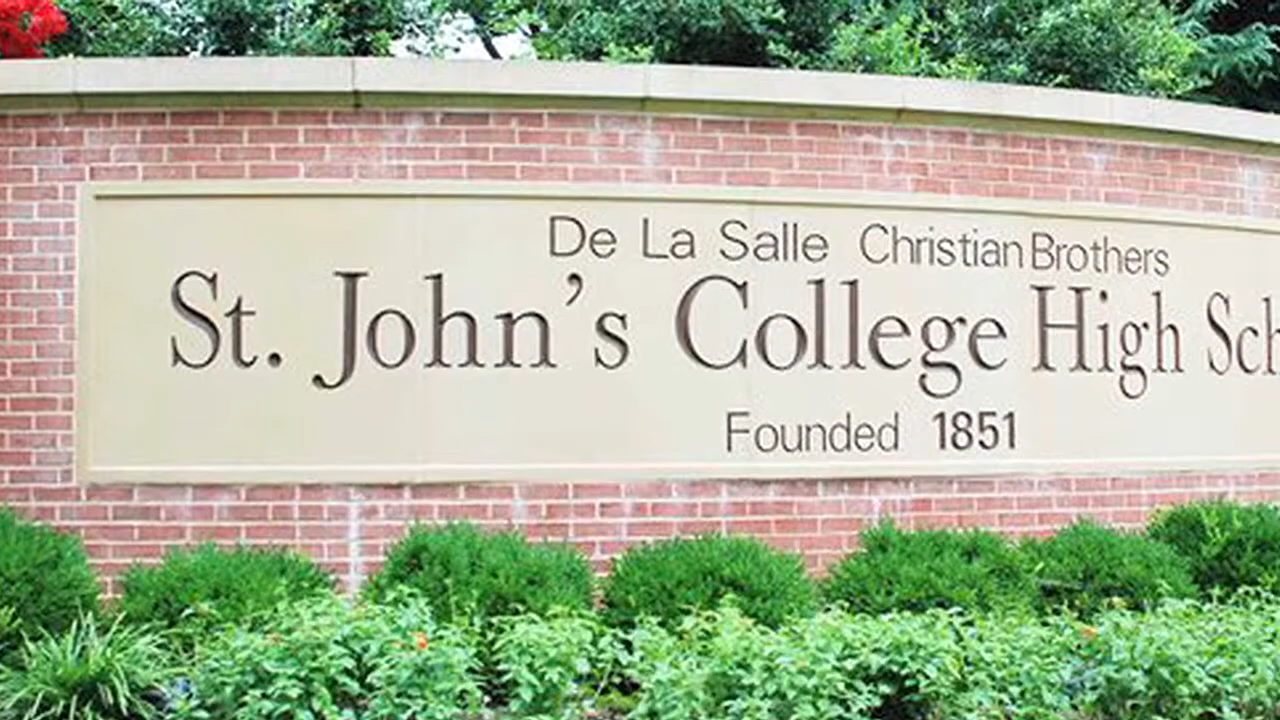 De La Salle Christian Brothers
St. John's College High Sch
Founded 1851